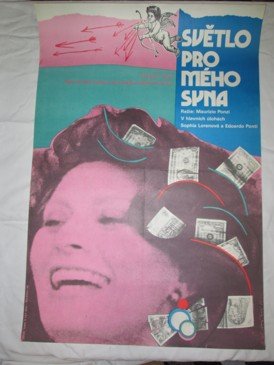 SVĚTLO
PRO
MÉHO
SYNA
Režie: Maurizio Ponzi
V hlavních úlohách
Sophia Lorenová a Edoardo Ponti